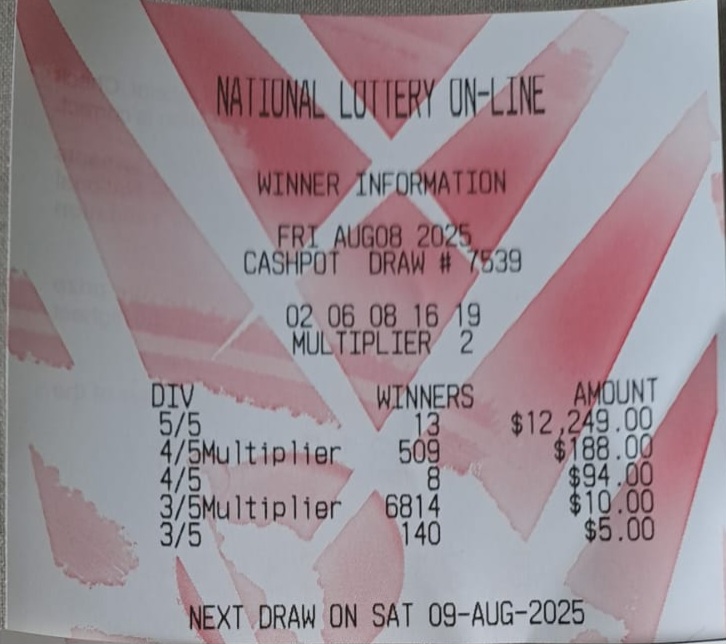 NATIONAL LOTTERY ON-LINE
WINNER INFORMATION
FRI AUG08 2025
CASHPOT DRAW # 7539
02 06 08 16 19
MULTIPLIER 2
DIV WINNERS AMOUNT
5/5 13 $12,249.00
4/5Multiplier 509 $188.00
4/5 8 $94.00
3/5Multiplier 6814 $10.00
3/5 140 $5.00
NEXT DRAW ON SAT 09-AUG-2025